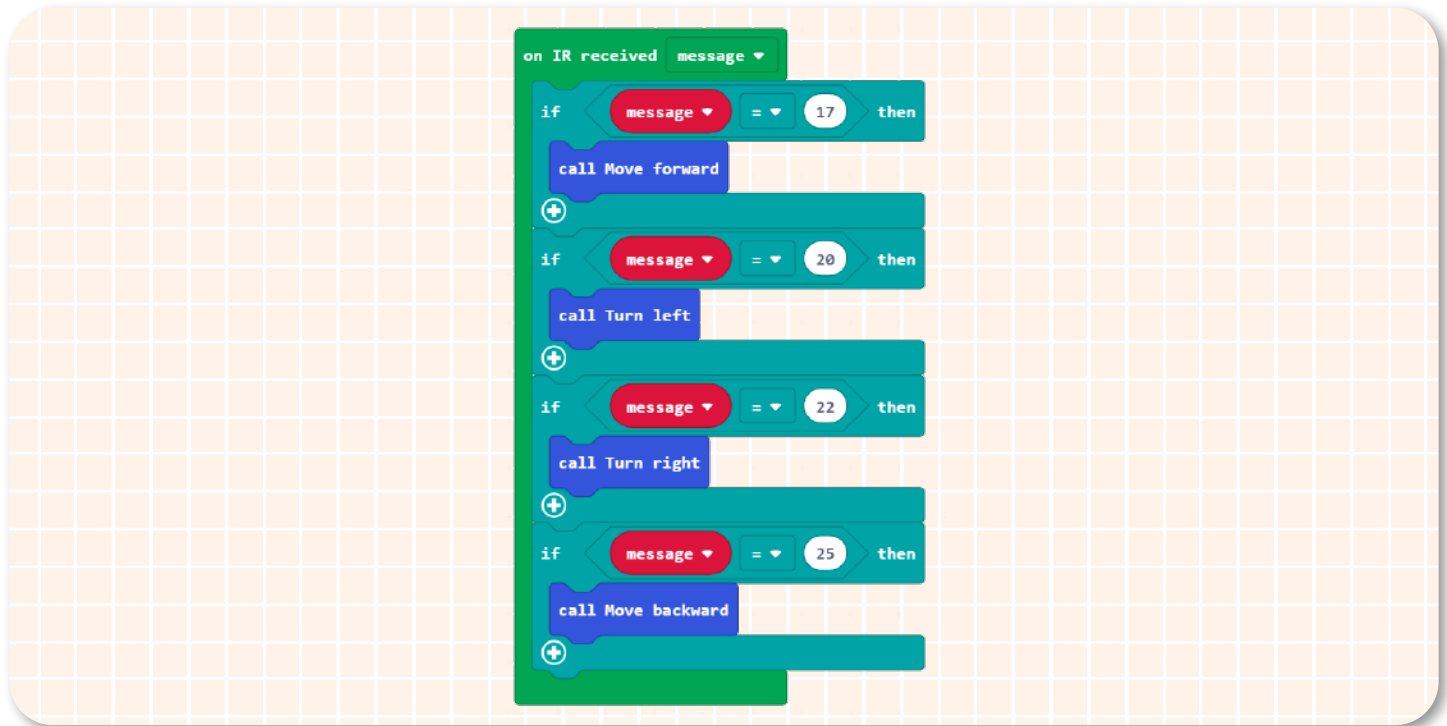 on IR received message
if message = 17 then
call Move forward
if message = 20 then
call Turn left
if message = 22 then
call Turn right
if message = 25 then
call Move backward